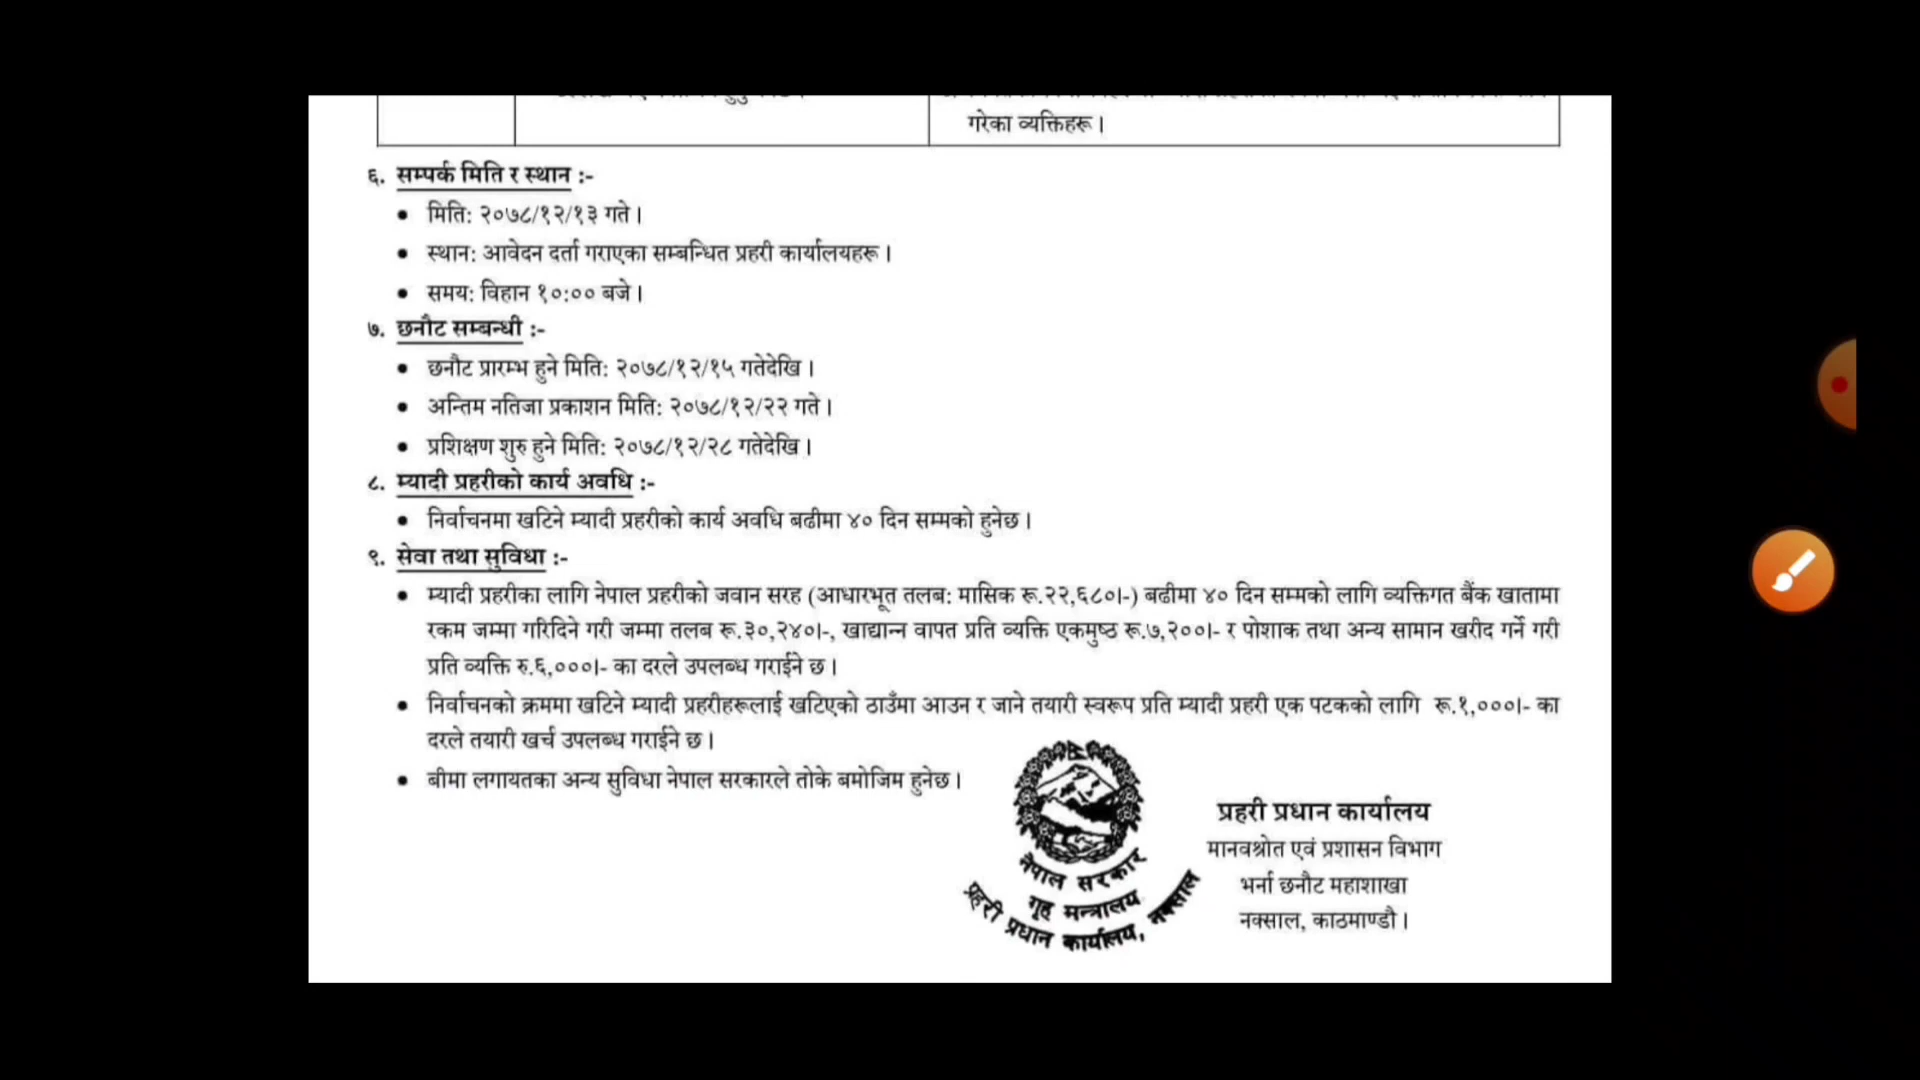 गरेका व्यक्तिहरू ।
६. सम्पर्क मिति र स्थान :-
• मिति: २०७८/१२/१३ गते ।
• स्थान: आवेदन दर्ता गराएका सम्बन्धित प्रहरी कार्यालयहरू ।
• समय: विहान १०:०० बजे ।
७. छनौट सम्बन्धी :-
• छनौट प्रारम्भ हुने मिति: २०७८/१२/१५ गतेदेखि ।
• अन्तिम नतिजा प्रकाशन मिति: २०७८/१२/२२ गते ।
• प्रशिक्षण शुरु हुने मिति: २०७८/१२/२८ गतेदेखि ।
८. म्यादी प्रहरीको कार्य अवधि :-
• निर्वाचनमा खटिने म्यादी प्रहरीको कार्य अवधि बढीमा ४० दिन सम्मको हुनेछ ।
९. सेवा तथा सुविधा :-
• म्यादी प्रहरीका लागि नेपाल प्रहरीको जवान सरह (आधारभूत तलब: मासिक रू.२२,६८०।-) बढीमा ४० दिन सम्मको लागि व्यक्तिगत बैंक खातामा
रकम जम्मा गरिदिने गरी जम्मा तलब रू.३०,२४०।-, खाद्यान्न वापत प्रति व्यक्ति एकमुष्ठ रू.७,२००।- र पोशाक तथा अन्य सामान खरीद गर्ने गरी
प्रति व्यक्ति रु.६,०००।- का दरले उपलब्ध गराईने छ ।
• निर्वाचनको क्रममा खटिने म्यादी प्रहरीहरूलाई खटिएको ठाउँमा आउन र जाने तयारी स्वरूप प्रति म्यादी प्रहरी एक पटकको लागि रू.१,०००।- का
दरले तयारी खर्च उपलब्ध गराईने छ ।
• बीमा लगायतका अन्य सुविधा नेपाल सरकारले तोके बमोजिम हुनेछ ।
नेपाल सरकार
गृह मन्त्रालय
प्रहरी प्रधान कार्यालय, नक्साल
प्रहरी प्रधान कार्यालय
मानवश्रोत एवं प्रशासन विभाग
भर्ना छनौट महाशाखा
नक्साल, काठमाण्डौ ।